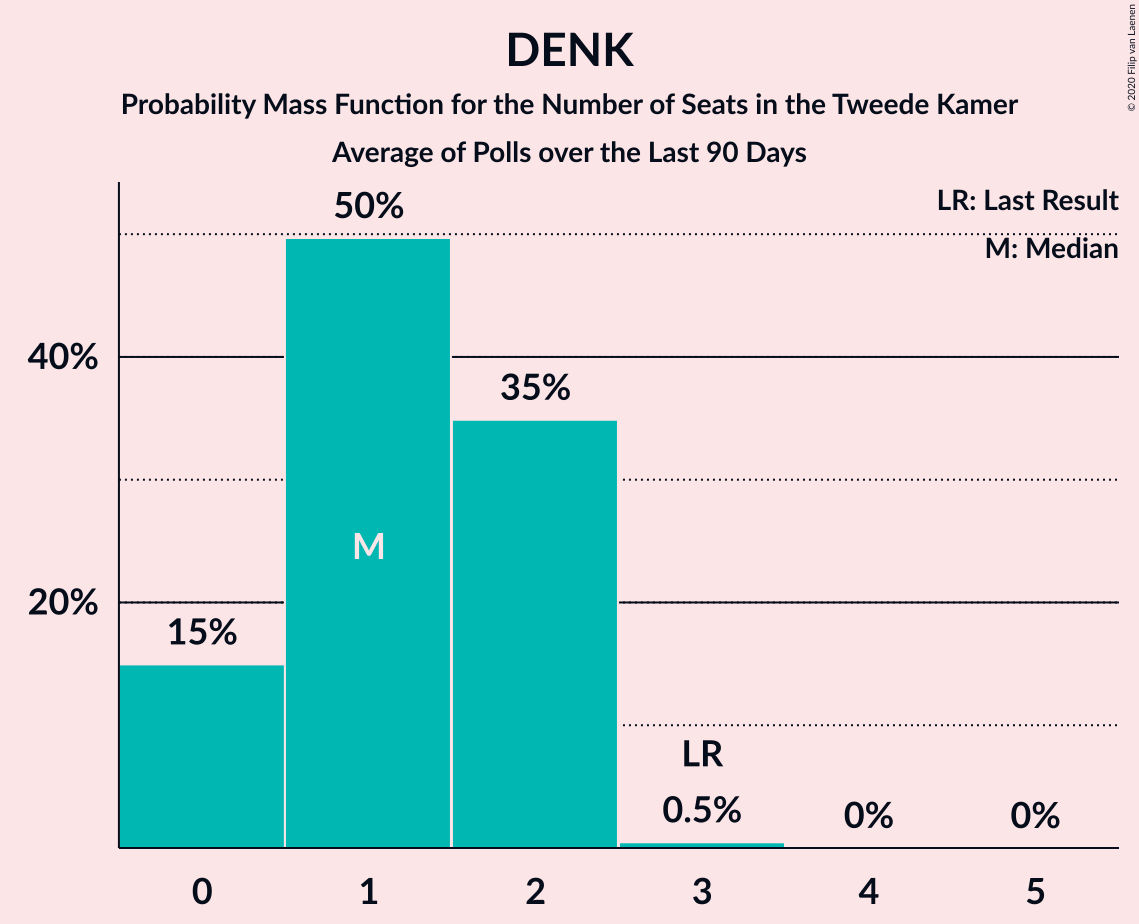 DENK
Probability Mass Function for the Number of Seats in the Tweede Kamer
Average of Polls over the Last 90 Days
© 2020 Filip van Laenen
LR: Last Result
M: Median
50%
40%
35%
M
20%
15%
LR
0.5%
0%
0%
0
1
2
3
4
5